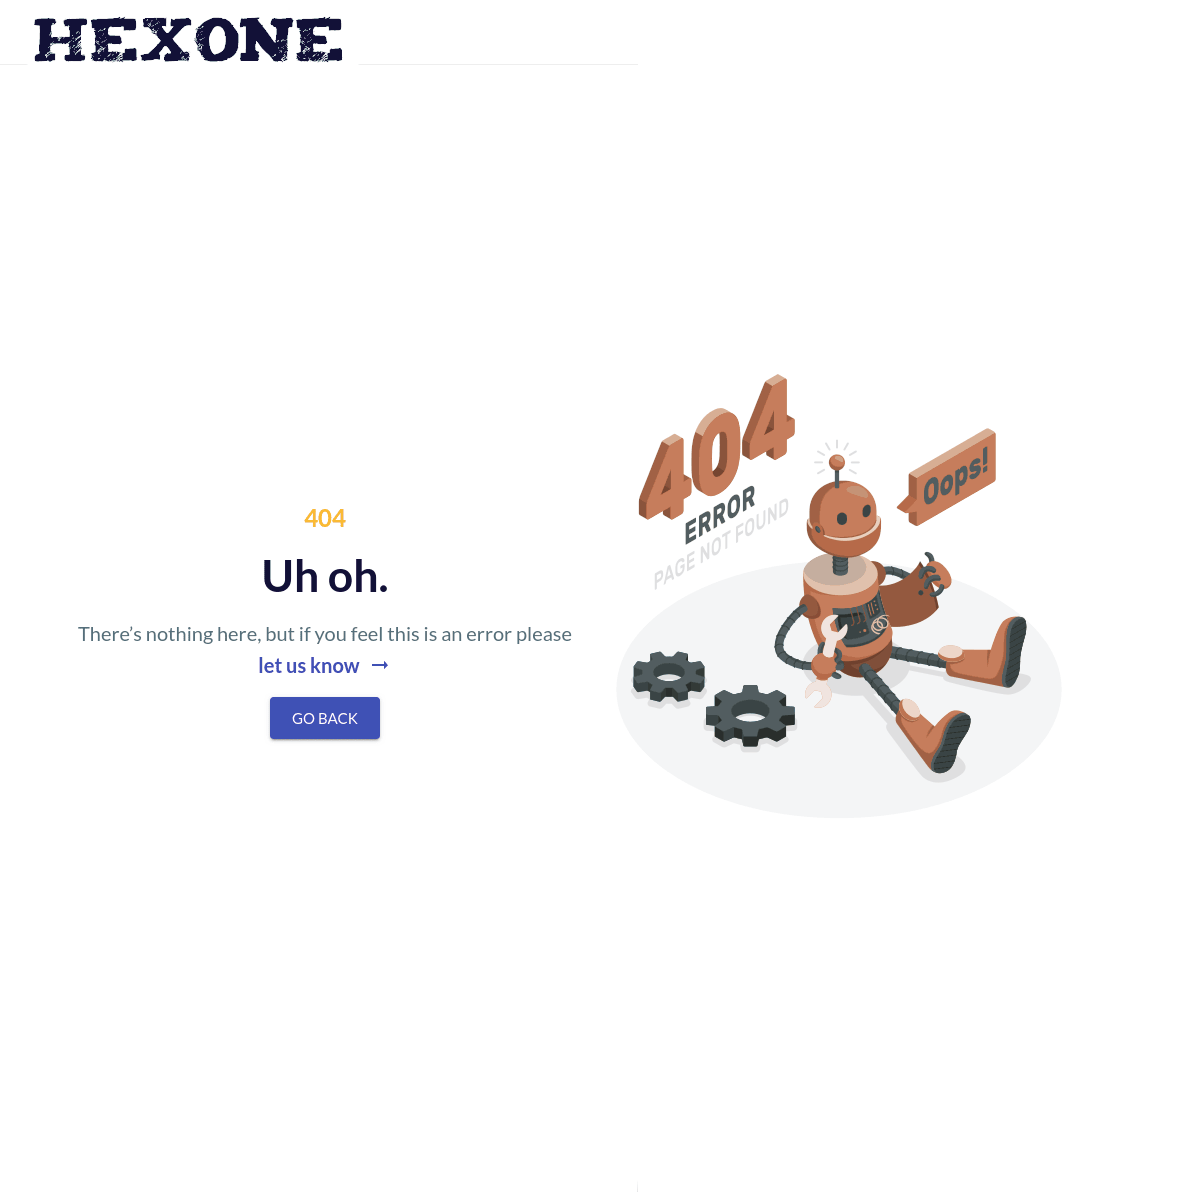 HEXONE
404
Uh oh.
There’s nothing here, but if you feel this is an error please
let us know →
GO BACK
404
ERROR
PAGE NOT FOUND
Oops!